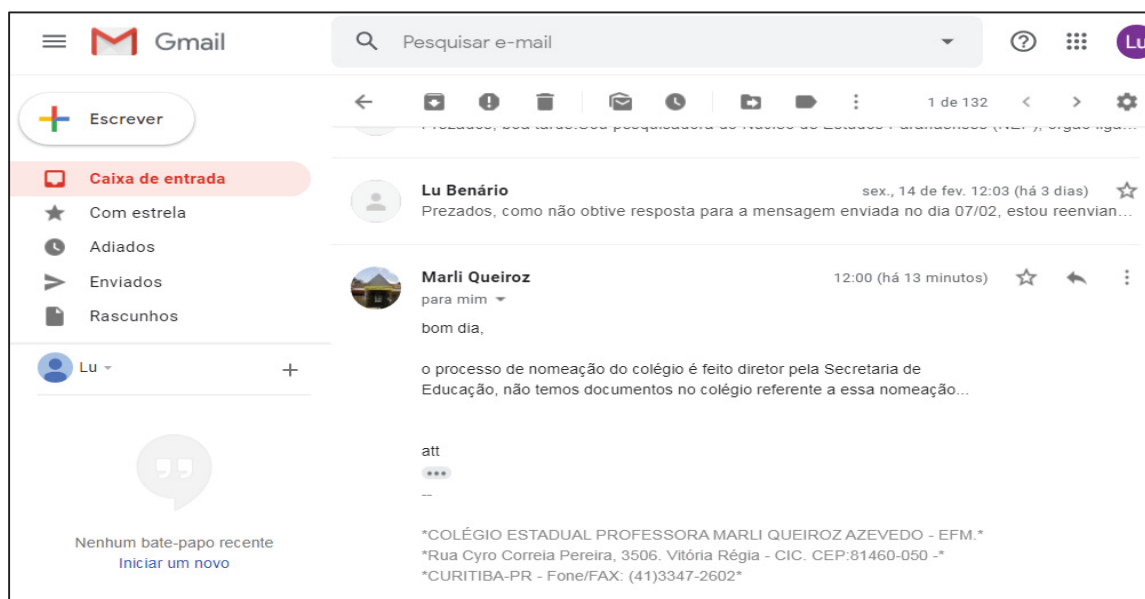 Gmail
Pesquisar e-mail
Lu
Escrever
1 de 132
Caixa de entrada
Com estrela
Adiados
Enviados
Rascunhos
Lu
Nenhum bate-papo recente
Iniciar um novo
Lu Benário
sex., 14 de fev. 12:03 (há 3 dias)
Prezados, como não obtive resposta para a mensagem enviada no dia 07/02, estou reenvian...
Marli Queiroz
12:00 (há 13 minutos)
para mim
bom dia,
o processo de nomeação do colégio é feito diretor pela Secretaria de
Educação, não temos documentos no colégio referente a essa nomeação...
att
--
*COLÉGIO ESTADUAL PROFESSORA MARLI QUEIROZ AZEVEDO - EFM.*
*Rua Cyro Correia Pereira, 3506. Vitória Régia - CIC. CEP:81460-050 -*
*CURITIBA-PR - Fone/FAX: (41)3347-2602*